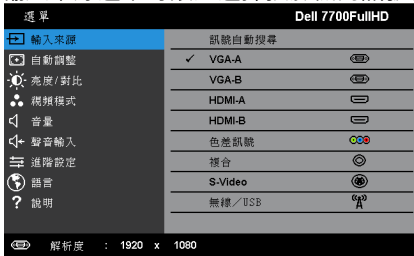 選單 Dell 7700FullHD
輸入來源 訊號自動搜尋
自動調整 VGA-A
亮度/對比 VGA-B
視頻模式 HDMI-A
音量 HDMI-B
聲音輸入 色差訊號
進階設定 複合
語言 S-Video
說明 無線／USB
解析度 : 1920 x 1080